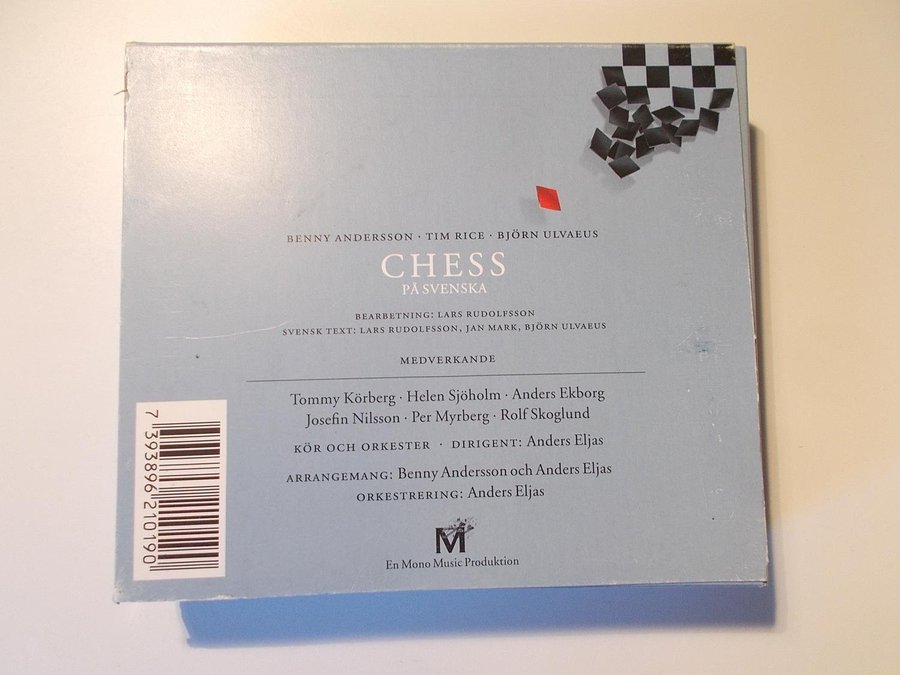 BENNY ANDERSSON · TIM RICE · BJÖRN ULVAEUS
CHESS
PÅ SVENSKA
BEARBETNING: LARS RUDOLFSSON
SVENSK TEXT: LARS RUDOLFSSON, JAN MARK, BJÖRN ULVAEUS
MEDVERKANDE
Tommy Körberg · Helen Sjöholm · Anders Ekborg
Josefin Nilsson · Per Myrberg · Rolf Skoglund
KÖR OCH ORKESTER · DIRIGENT: Anders Eljas
ARRANGEMANG: Benny Andersson och Anders Eljas
ORKESTRERING: Anders Eljas
M
En Mono Music Produktion
7 393896 210190